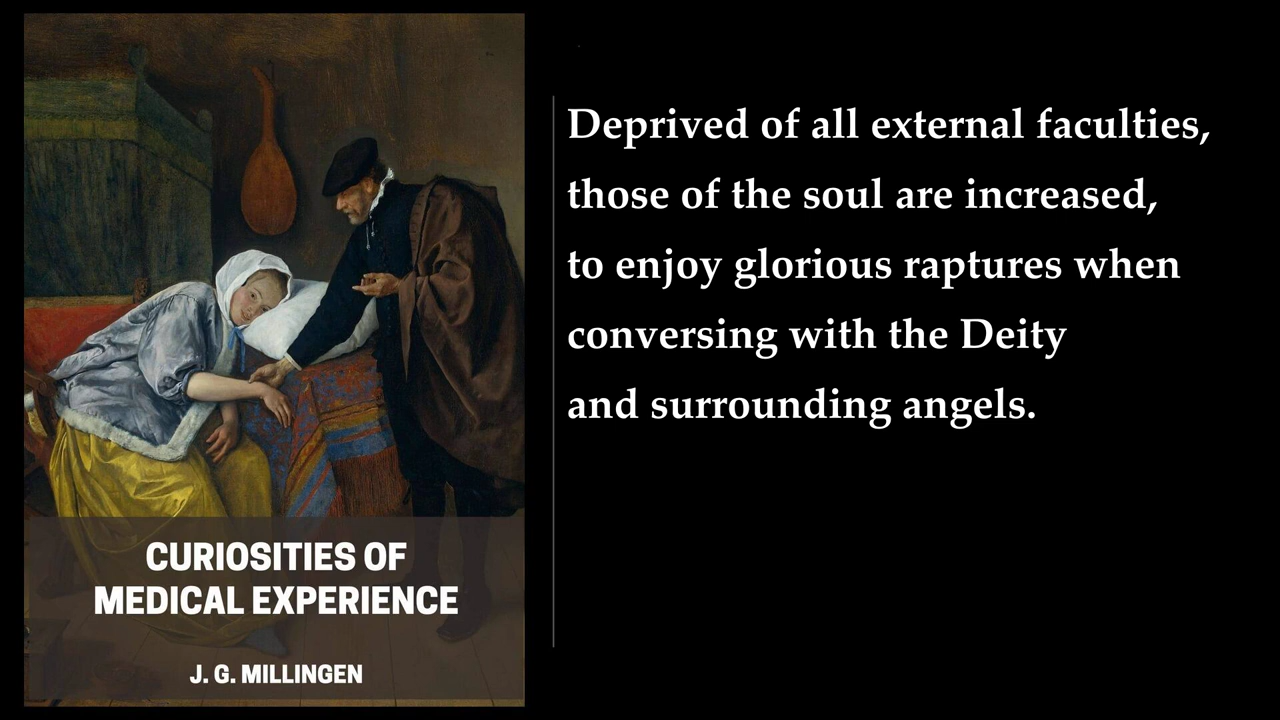 Deprived of all external faculties,
those of the soul are increased,
to enjoy glorious raptures when
conversing with the Deity
and surrounding angels.
CURIOSITIES OF
MEDICAL EXPERIENCE
J. G. MILLINGEN